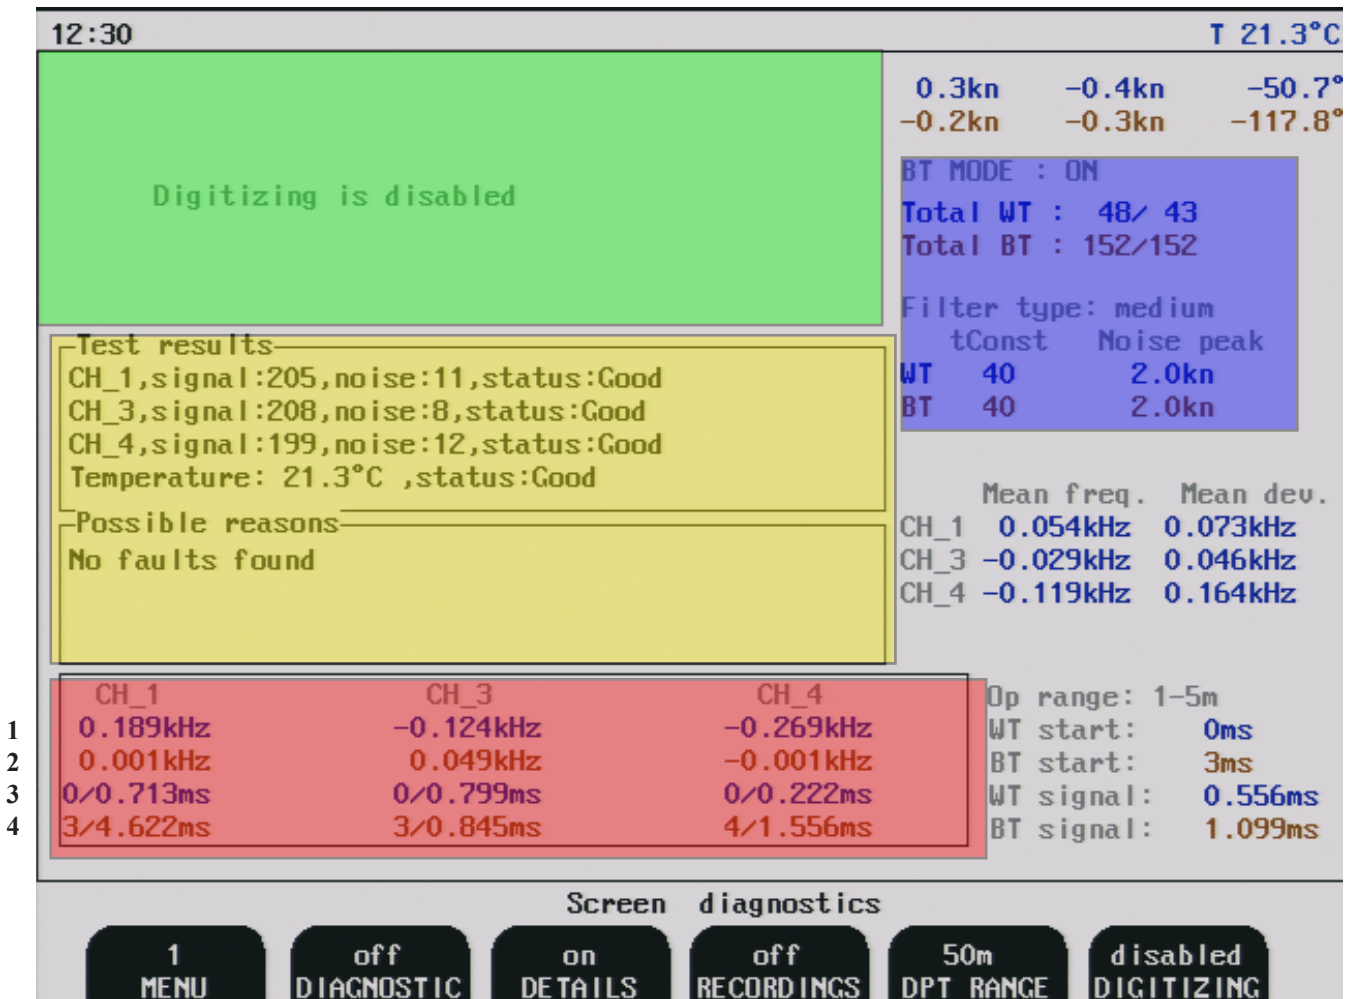 12:30 T 21.3°C
0.3kn -0.4kn -50.7°
-0.2kn -0.3kn -117.8°
Digitizing is disabled
BT MODE : ON
Total WT : 48/ 43
Total BT : 152/152
Filter type: medium
tConst Noise peak
WT 40 2.0kn
BT 40 2.0kn
Test results
CH_1,signal:205,noise:11,status:Good
CH_3,signal:208,noise:8,status:Good
CH_4,signal:199,noise:12,status:Good
Temperature: 21.3°C ,status:Good
Possible reasons
No faults found
Mean freq. Mean dev.
CH_1 0.054kHz 0.073kHz
CH_3 -0.029kHz 0.046kHz
CH_4 -0.119kHz 0.164kHz
CH_1 CH_3 CH_4
1 0.189kHz -0.124kHz -0.269kHz
2 0.001kHz 0.049kHz -0.001kHz
3 0/0.713ms 0/0.799ms 0/0.222ms
4 3/4.622ms 3/0.845ms 4/1.556ms
Op range: 1-5m
WT start: 0ms
BT start: 3ms
WT signal: 0.556ms
BT signal: 1.099ms
Screen diagnostics
1 off on off 50m disabled
MENU DIAGNOSTIC DETAILS RECORDINGS DPT RANGE DIGITIZING